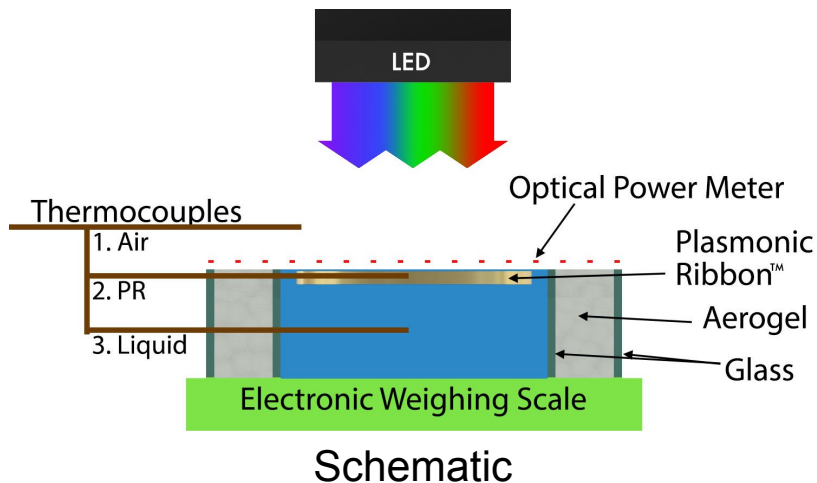 LED
Optical Power Meter
Thermocouples
1. Air
Plasmonic
Ribbon™
2. PR
Aerogel
3. Liquid
Glass
Electronic Weighing Scale
Schematic